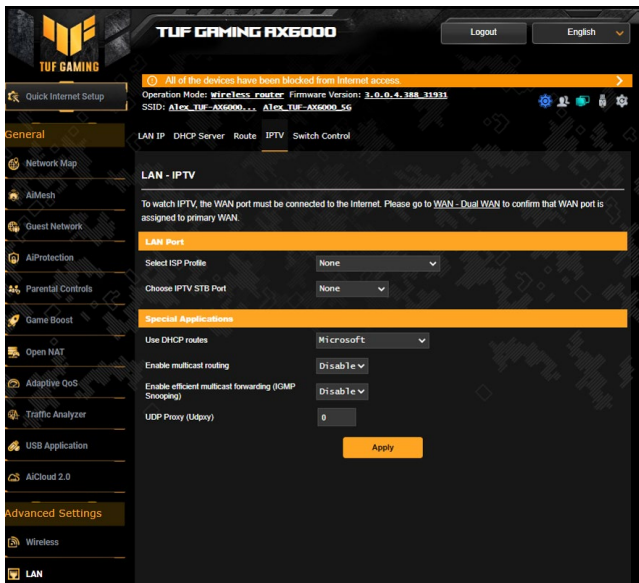 TUF GAMING AX6000
Logout
English
TUF GAMING
All of the devices have been blocked from Internet access.
Quick Internet Setup
Operation Mode: Wireless router Firmware Version: 3.0.0.4.388_31931
SSID: Alex_TUF-AX6000... Alex_TUF-AX6000_5G
General
LAN IP DHCP Server Route IPTV Switch Control
Network Map
AiMesh
Guest Network
AiProtection
Parental Controls
Game Boost
Open NAT
Adaptive QoS
Traffic Analyzer
USB Application
AiCloud 2.0
Advanced Settings
Wireless
LAN
LAN - IPTV
To watch IPTV, the WAN port must be connected to the Internet. Please go to WAN - Dual WAN to confirm that WAN port is
assigned to primary WAN.
LAN Port
Select ISP Profile None
Choose IPTV STB Port None
Special Applications
Use DHCP routes Microsoft
Enable multicast routing Disable
Enable efficient multicast forwarding (IGMP
Snooping) Disable
UDP Proxy (Udpxy) 0
Apply